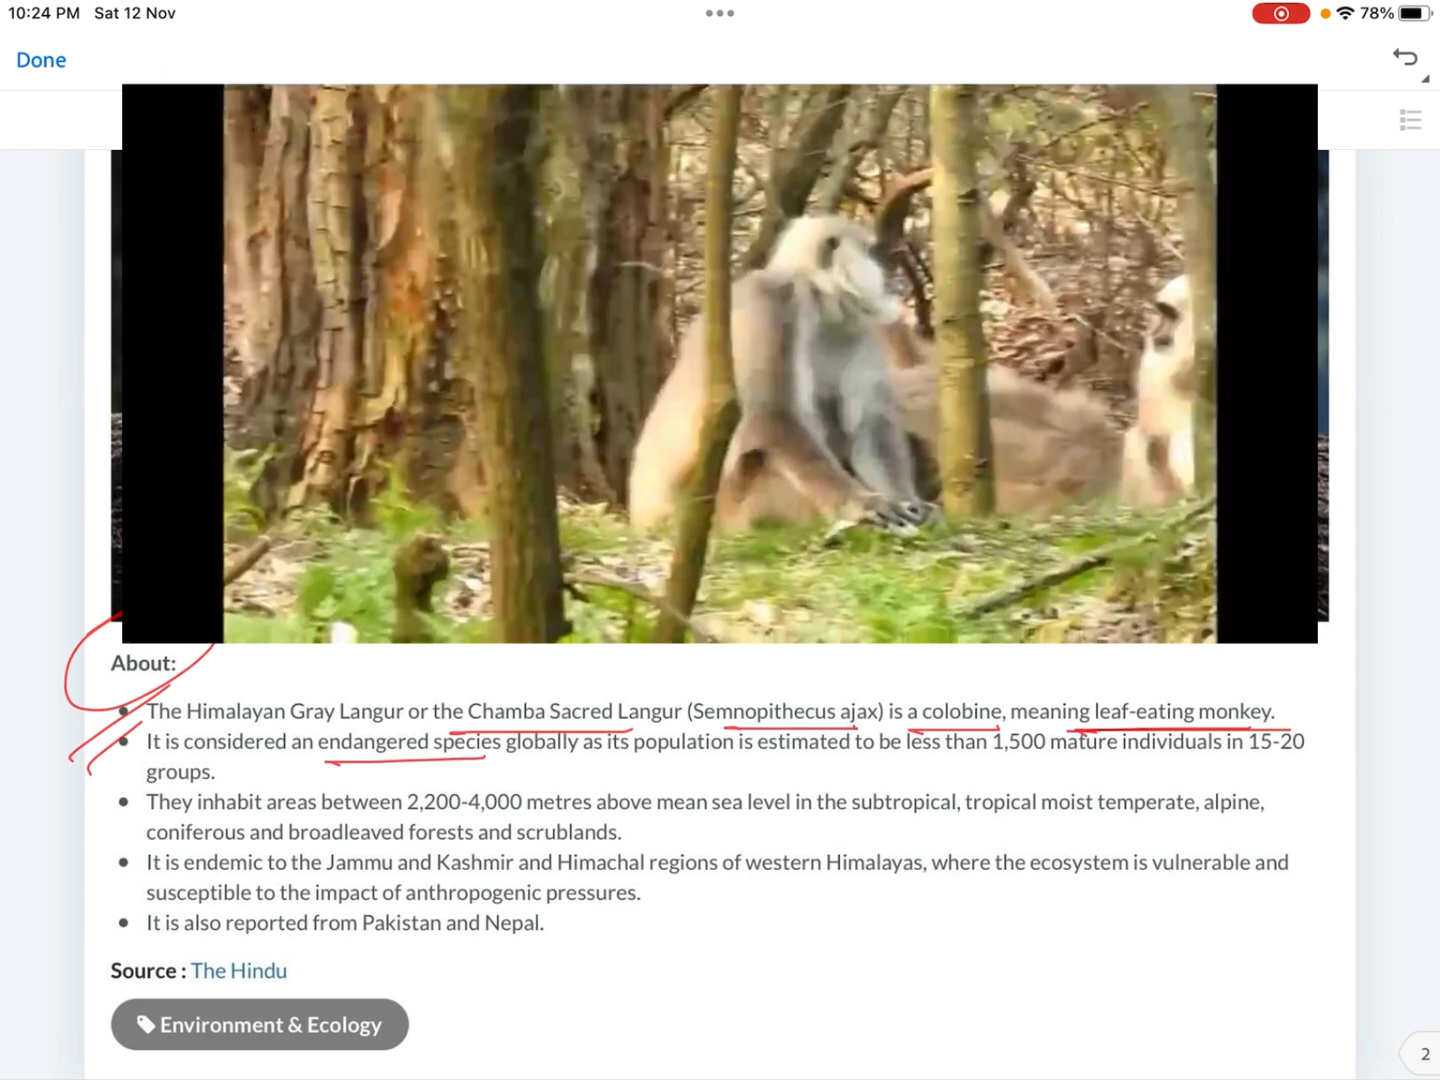 10:24 PM Sat 12 Nov
78%
Done
About:
The Himalayan Gray Langur or the Chamba Sacred Langur (Semnopithecus ajax) is a colobine, meaning leaf-eating monkey.
It is considered an endangered species globally as its population is estimated to be less than 1,500 mature individuals in 15-20
groups.
They inhabit areas between 2,200-4,000 metres above mean sea level in the subtropical, tropical moist temperate, alpine,
coniferous and broadleaved forests and scrublands.
It is endemic to the Jammu and Kashmir and Himachal regions of western Himalayas, where the ecosystem is vulnerable and
susceptible to the impact of anthropogenic pressures.
It is also reported from Pakistan and Nepal.
Source : The Hindu
Environment & Ecology
2